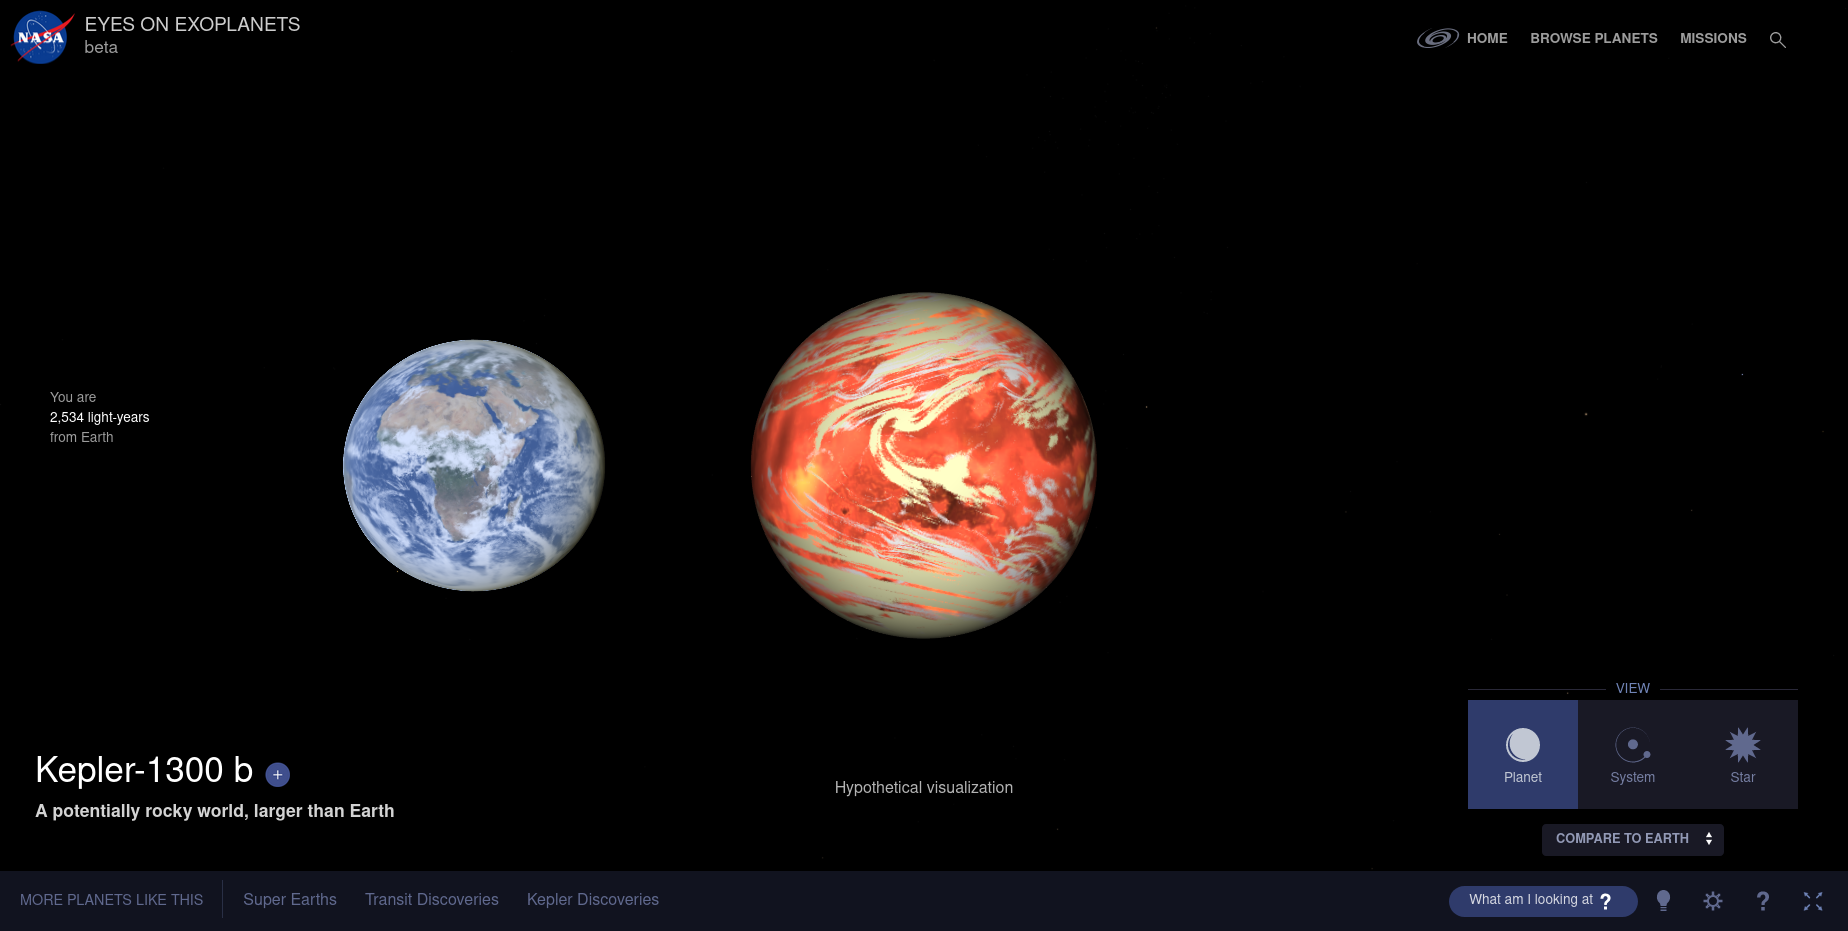 NASA
EYES ON EXOPLANETS
beta
HOME
BROWSE PLANETS
MISSIONS
You are
2,534 light-years
from Earth
Kepler-1300 b +
A potentially rocky world, larger than Earth
Hypothetical visualization
VIEW
Planet
System
Star
COMPARE TO EARTH
MORE PLANETS LIKE THIS
Super Earths
Transit Discoveries
Kepler Discoveries
What am I looking at ?
?